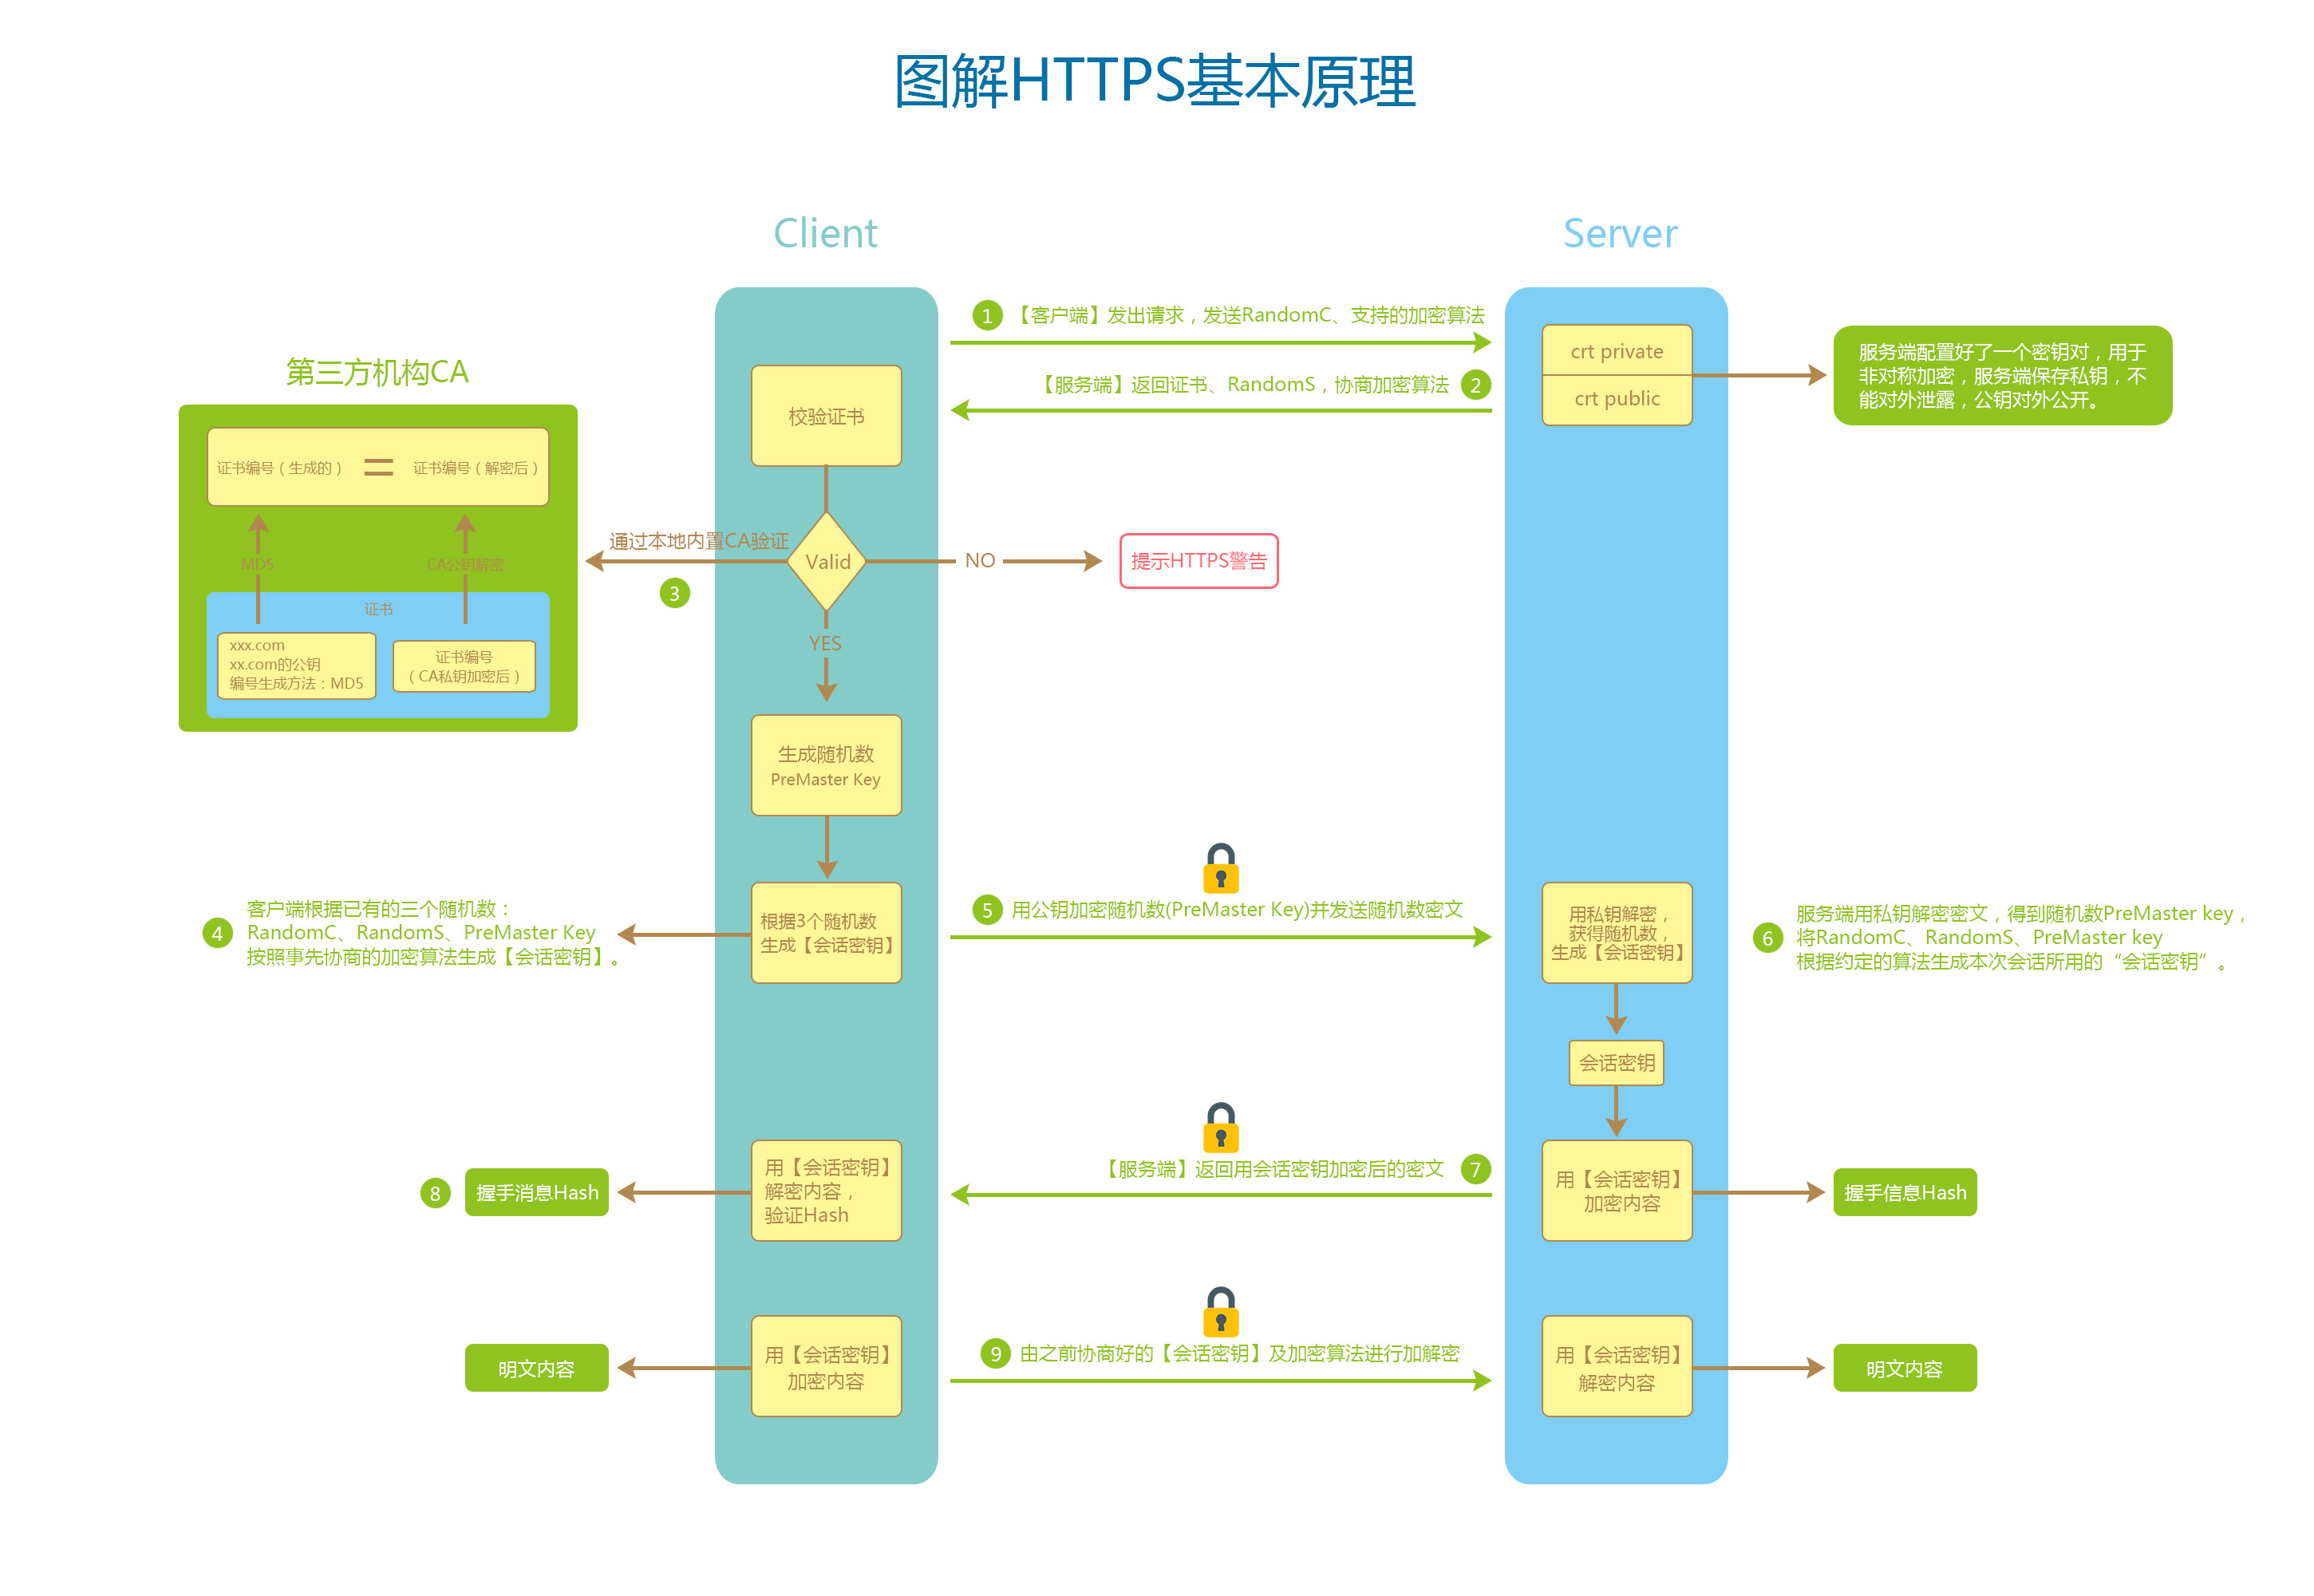 图解HTTPS基本原理
Client
Server
1
【客户端】发出请求，发送RandomC、支持的加密算法
【服务端】返回证书、RandomS，协商加密算法
2
crt private
crt public
服务端配置好了一个密钥对，用于
非对称加密，服务端保存私钥，不
能对外泄露，公钥对外公开。
第三方机构CA
证书编号（生成的）
=
证书编号（解密后）
MD5
CA公钥解密
证书
xxx.com
xx.com的公钥
编号生成方法：MD5
证书编号
（CA私钥加密后）
校验证书
通过本地内置CA验证
3
Valid
NO
提示HTTPS警告
YES
生成随机数
PreMaster Key
4
客户端根据已有的三个随机数：
RandomC、RandomS、PreMaster Key
按照事先协商的加密算法生成【会话密钥】。
根据3个随机数
生成【会话密钥】
5
用公钥加密随机数(PreMaster Key)并发送随机数密文
用私钥解密，
获得随机数，
生成【会话密钥】
6
服务端用私钥解密密文，得到随机数PreMaster key，
将RandomC、RandomS、PreMaster key
根据约定的算法生成本次会话所用的“会话密钥”。
会话密钥
8
握手消息Hash
用【会话密钥】
解密内容，
验证Hash
【服务端】返回用会话密钥加密后的密文
7
用【会话密钥】
加密内容
握手信息Hash
明文内容
用【会话密钥】
加密内容
9
由之前协商好的【会话密钥】及加密算法进行加解密
用【会话密钥】
解密内容
明文内容